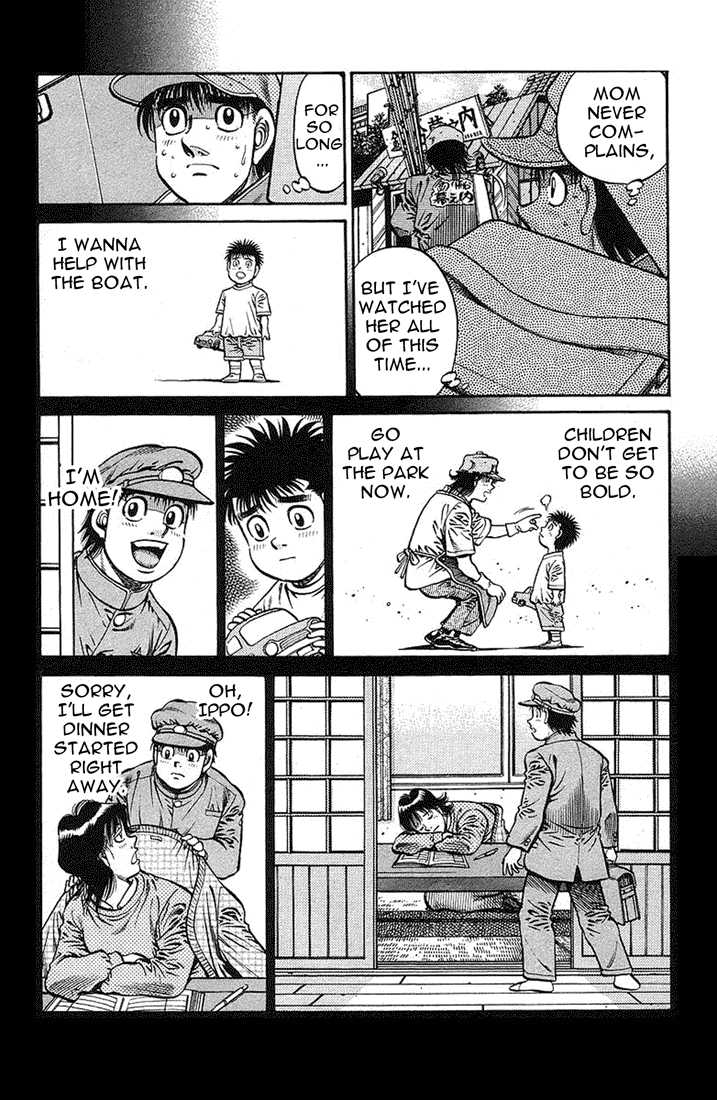 MOM
NEVER
COM-
PLAINS,
BUT I'VE
WATCHED
HER ALL
OF THIS
TIME...
FOR
SO
LONG
...
I WANNA
HELP WITH
THE BOAT.
CHILDREN
DON'T GET
TO BE SO
BOLD.
GO
PLAY AT
THE PARK
NOW.
I'M
HOME!
OH,
IPPO!
SORRY,
I'LL GET
DINNER
STARTED
RIGHT
AWAY.